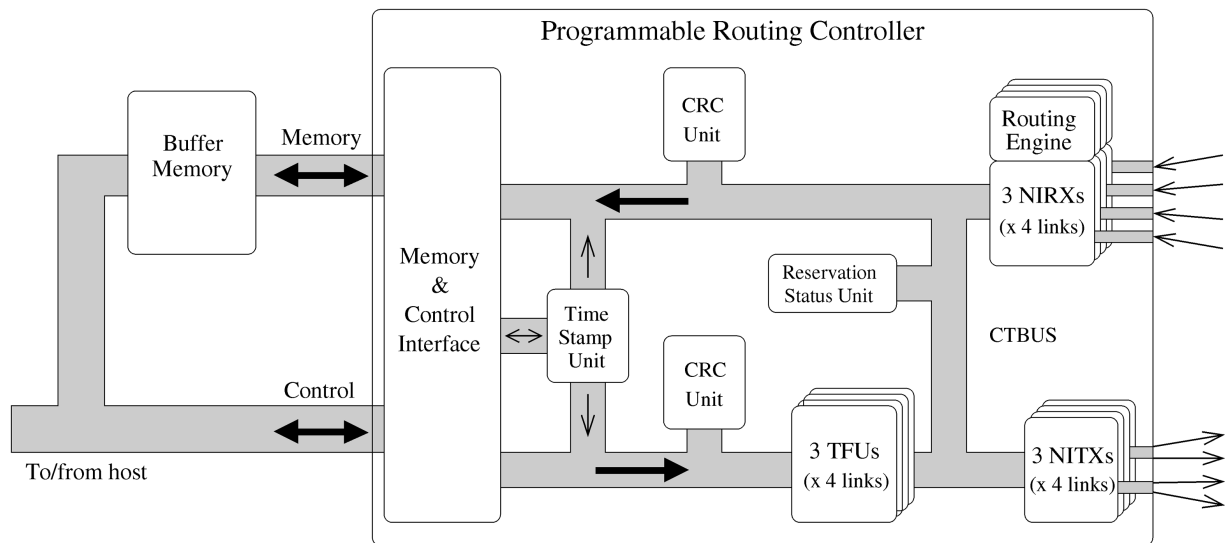 Programmable Routing Controller
Buffer
Memory
Memory
CRC
Unit
Routing
Engine
3 NIRXs
(x 4 links)
Memory
&
Control
Interface
Time
Stamp
Unit
Reservation
Status Unit
CTBUS
Control
CRC
Unit
3 TFUs
(x 4 links)
3 NITXs
(x 4 links)
To/from host